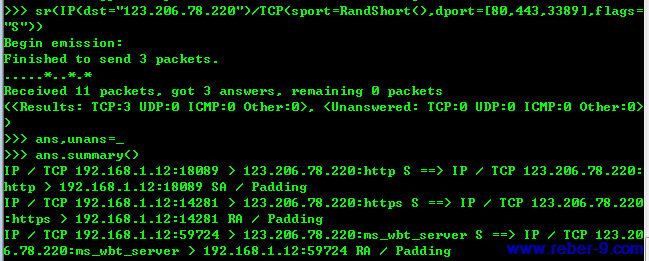 >>> sr(IP(dst="123.206.78.220")/TCP(sport=RandShort(),dport=[80,443,3389],flags=
"S"))
Begin emission:
Finished to send 3 packets.
.....*..*.*
Received 11 packets, got 3 answers, remaining 0 packets
(<Results: TCP:3 UDP:0 ICMP:0 Other:0>, <Unanswered: TCP:0 UDP:0 ICMP:0 Other:0>
)
>>> ans,unans=_
>>> ans.summary()
IP / TCP 192.168.1.12:18089 > 123.206.78.220:http S ==> IP / TCP 123.206.78.220:
http > 192.168.1.12:18089 SA / Padding
IP / TCP 192.168.1.12:14281 > 123.206.78.220:https S ==> IP / TCP 123.206.78.220
:https > 192.168.1.12:14281 RA / Padding
IP / TCP 192.168.1.12:59724 > 123.206.78.220:ms_wbt_server S ==> IP / TCP 123.20
6.78.220:ms_wbt_server > 192.168.1.12:59724 RA / Padding
www.reber-9.com